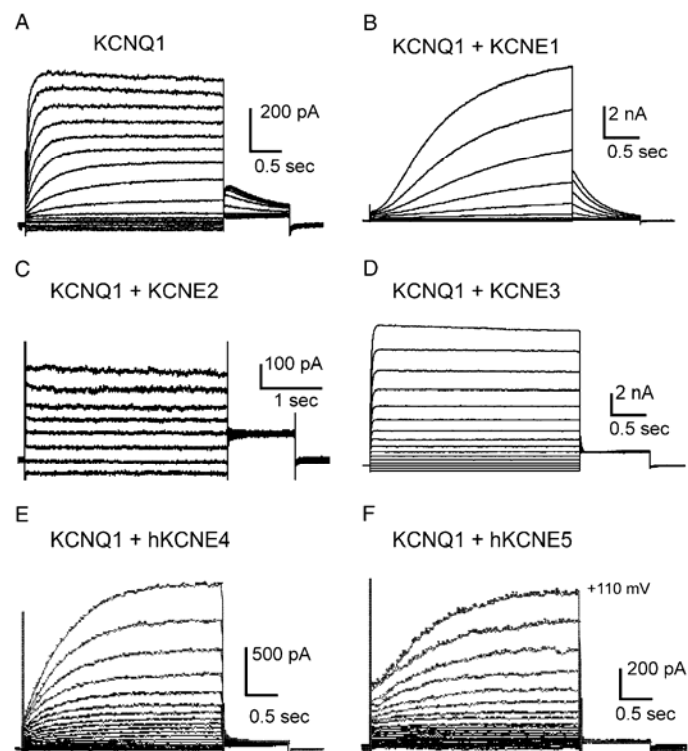 A
KCNQ1
200 pA
0.5 sec
B
KCNQ1 + KCNE1
2 nA
0.5 sec
C
KCNQ1 + KCNE2
100 pA
1 sec
D
KCNQ1 + KCNE3
2 nA
0.5 sec
E
KCNQ1 + hKCNE4
500 pA
0.5 sec
F
KCNQ1 + hKCNE5
+110 mV
200 pA
0.5 sec